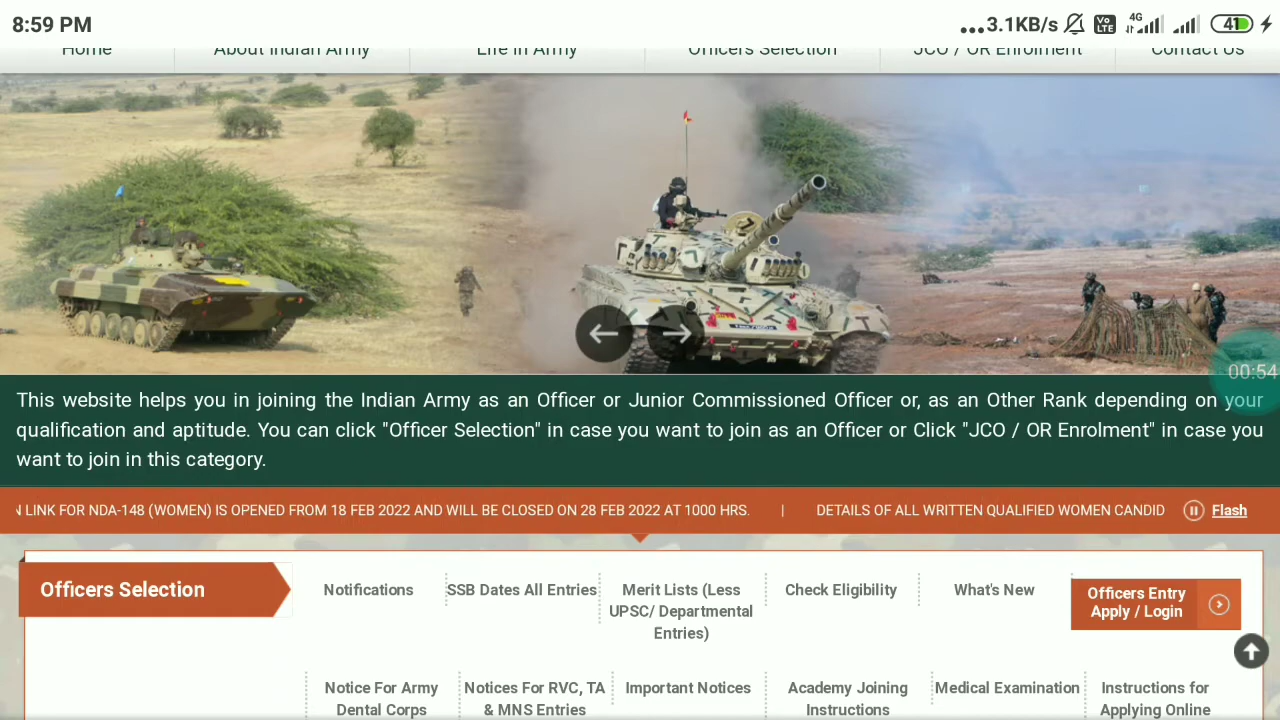 8:59 PM
...3.1KB/s
Vo
LTE
4G
41
Home
About Indian Army
Life in Army
Officers Selection
JCO / OR Enrolment
Contact Us
00:54
This website helps you in joining the Indian Army as an Officer or Junior Commissioned Officer or, as an Other Rank depending on your
qualification and aptitude. You can click "Officer Selection" in case you want to join as an Officer or Click "JCO / OR Enrolment" in case you
want to join in this category.
N LINK FOR NDA-148 (WOMEN) IS OPENED FROM 18 FEB 2022 AND WILL BE CLOSED ON 28 FEB 2022 AT 1000 HRS. | DETAILS OF ALL WRITTEN QUALIFIED WOMEN CANDID
Flash
Officers Selection
Notifications
SSB Dates All Entries
Merit Lists (Less
UPSC/ Departmental
Entries)
Check Eligibility
What's New
Officers Entry
Apply / Login
Notice For Army
Dental Corps
Notices For RVC, TA
& MNS Entries
Important Notices
Academy Joining
Instructions
Medical Examination
Instructions for
Applying Online